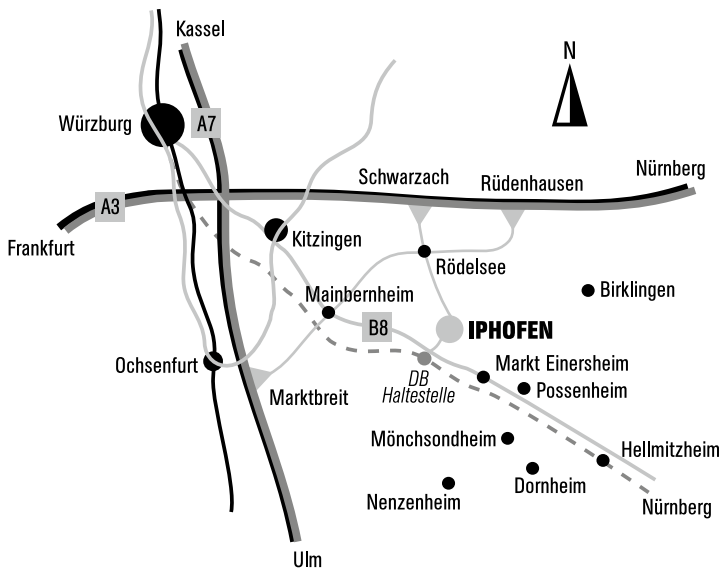 Kassel
N
Würzburg
A7
Schwarzach
Rüdenhausen
Nürnberg
A3
Frankfurt
Kitzingen
Rödelsee
Birklingen
Mainbernheim
B8
IPHOFEN
Ochsenfurt
Markt Einersheim
DB
Haltestelle
Possenheim
Marktbreit
Mönchsondheim
Hellmitzheim
Dornheim
Nenzenheim
Nürnberg
Ulm